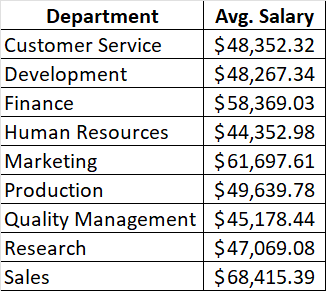 Department Avg. Salary
Customer Service $48,352.32
Development $48,267.34
Finance $58,369.03
Human Resources $44,352.98
Marketing $61,697.61
Production $49,639.78
Quality Management $45,178.44
Research $47,069.08
Sales $68,415.39